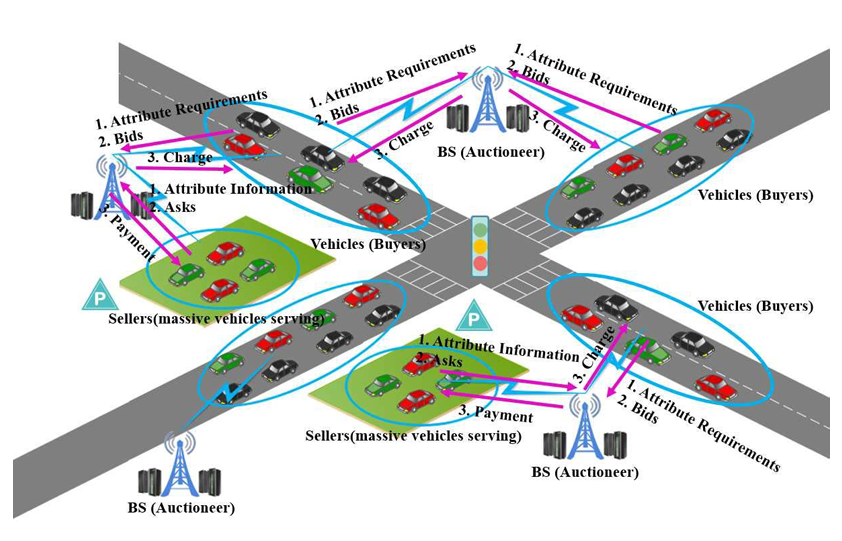 1. Attribute Requirements
2. Bids
3. Charge
BS (Auctioneer)
1. Attribute Requirements
2. Bids
3. Charge
1. Attribute Requirements
2. Bids
3. Charge
1. Attribute Information
2. Asks
3. Payment
Vehicles (Buyers)
Vehicles (Buyers)
P
Sellers(massive vehicles serving)
P
Vehicles (Buyers)
1. Attribute Information
2. Asks
3. Charge
3. Payment
1. Attribute Requirements
2. Bids
Sellers(massive vehicles serving)
BS (Auctioneer)
BS (Auctioneer)